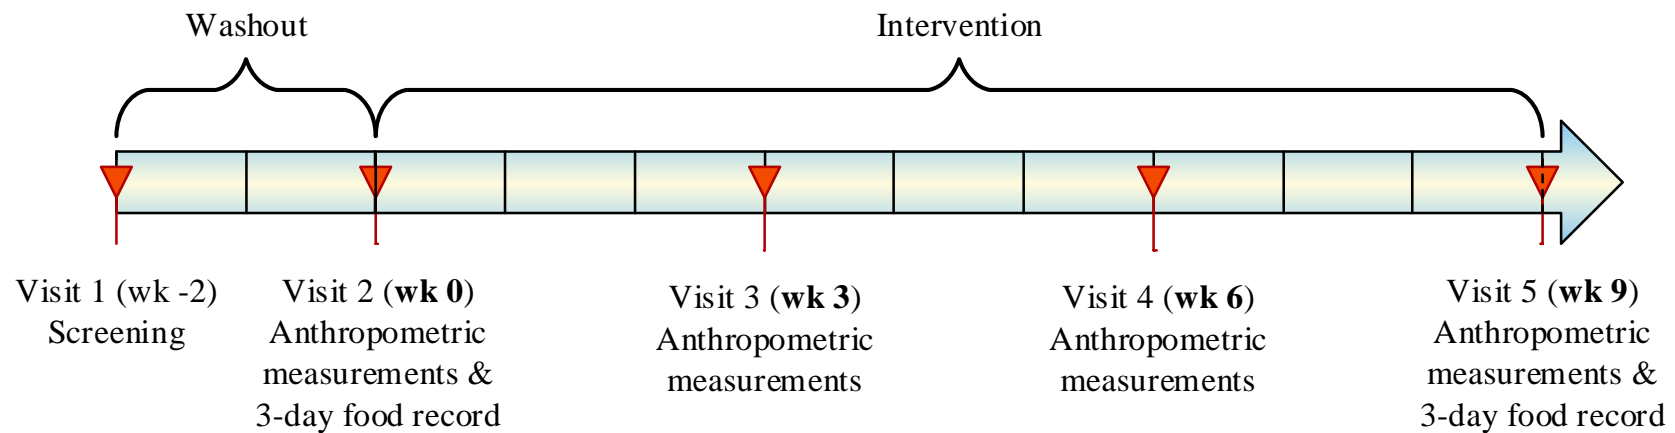 Washout
Intervention
Visit 1 (wk -2)
Screening
Visit 2 (wk 0)
Anthropometric
measurements &
3-day food record
Visit 3 (wk 3)
Anthropometric
measurements
Visit 4 (wk 6)
Anthropometric
measurements
Visit 5 (wk 9)
Anthropometric
measurements &
3-day food record